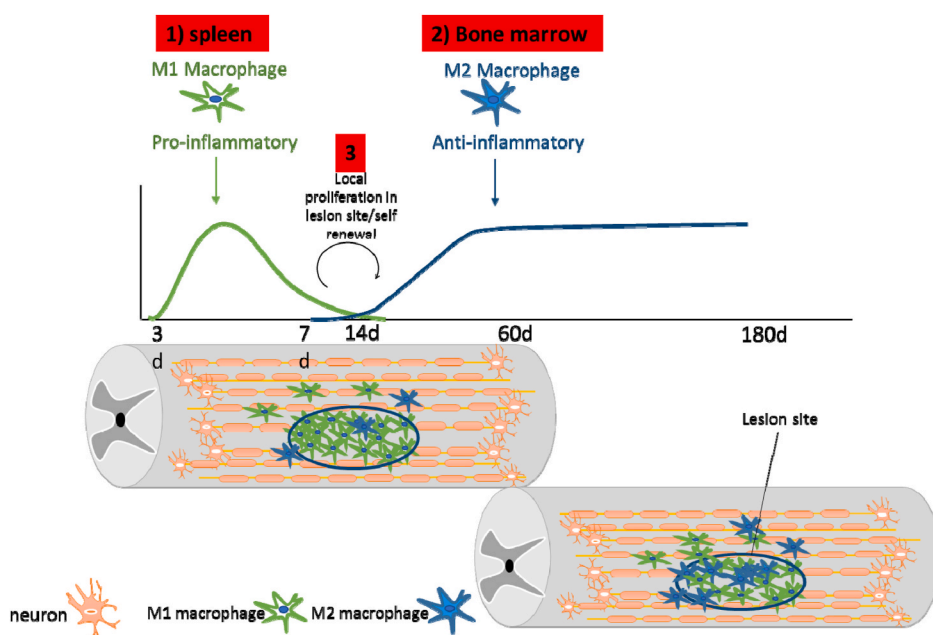 1) spleen
2) Bone marrow
M1 Macrophage
M2 Macrophage
Pro-inflammatory
Anti-inflammatory
3
Local
proliferation in
lesion site/self
renewal
3 7 14d 60d 180d
d d
Lesion site
neuron
M1 macrophage
M2 macrophage